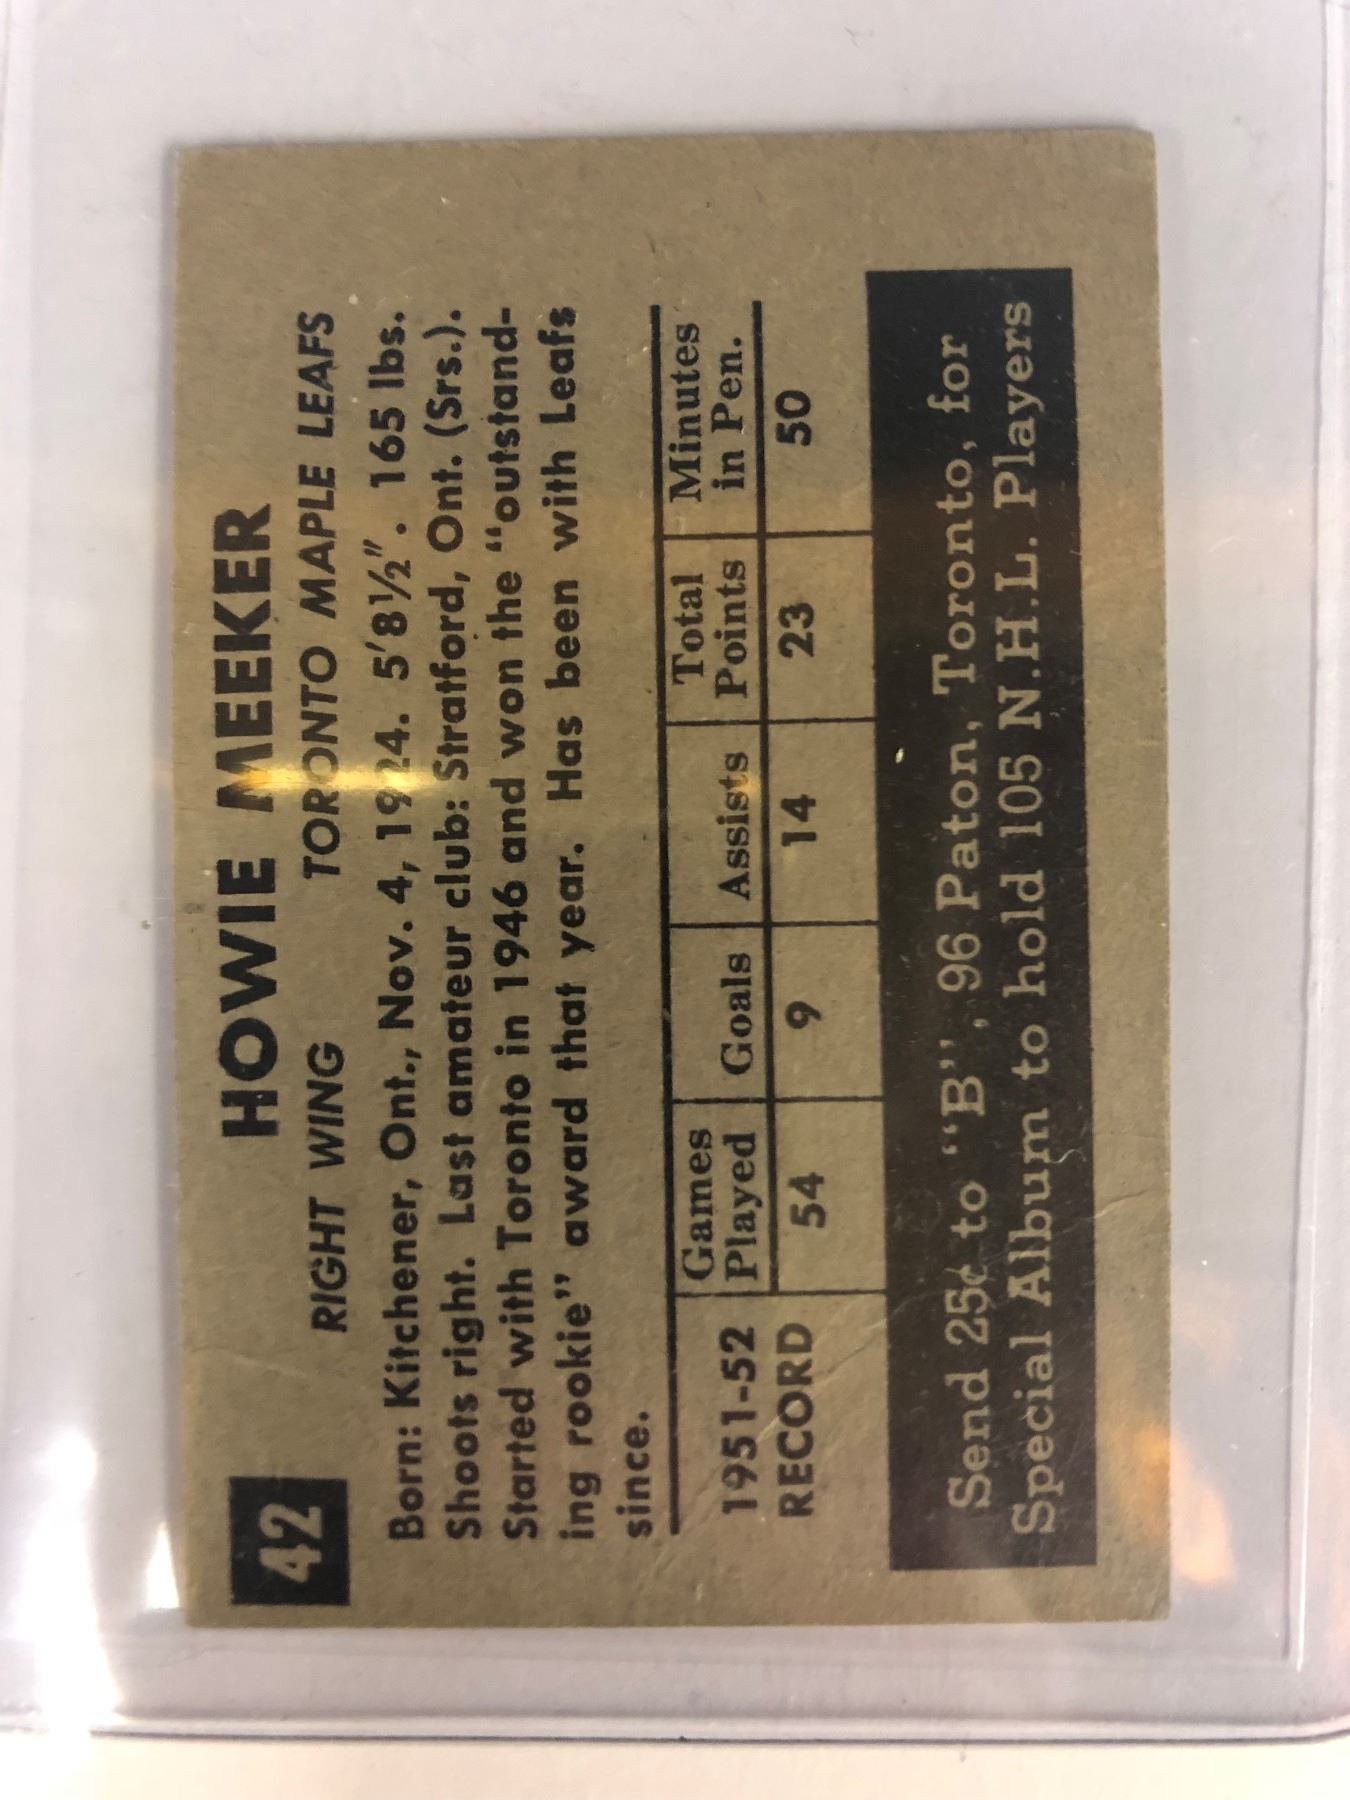 42
HOWIE MEEKER
RIGHT WING TORONTO MAPLE LEAFS
Born: Kitchener, Ont., Nov. 4, 1924. 5'8½". 165 lbs.
Shoots right. Last amateur club: Stratford, Ont. (Srs.).
Started with Toronto in 1946 and won the "outstand-
ing rookie" award that year. Has been with Leafs
since.
1951-52 RECORD
Games Played Goals Assists Total Points Minutes in Pen.
54 9 14 23 50
Send 25¢ to "B", 96 Paton, Toronto, for
Special Album to hold 105 N.H.L. Players